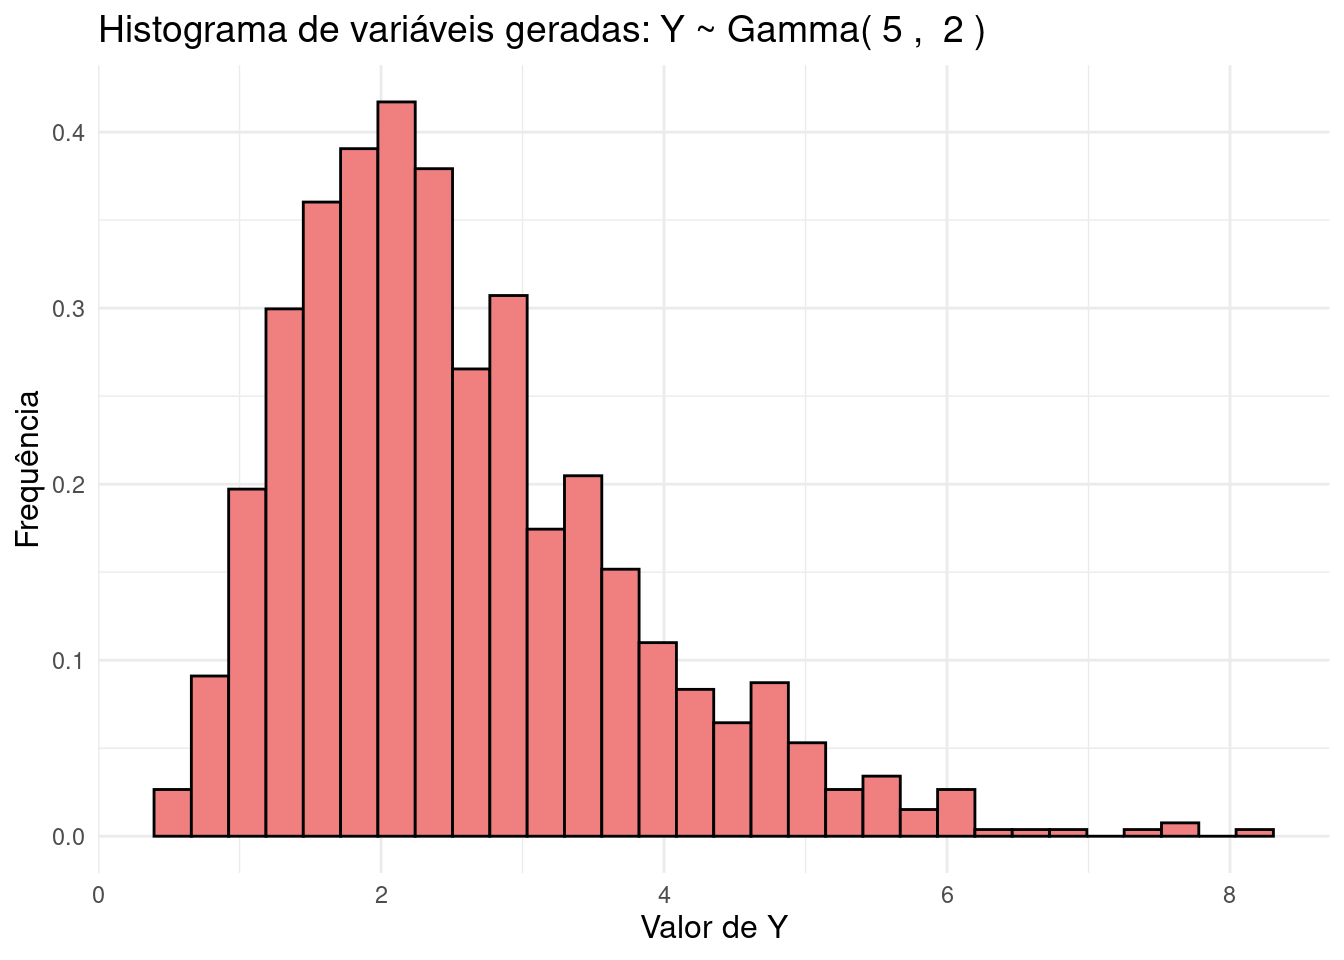 Histograma de variáveis geradas: Y ~ Gamma( 5 ,  2 )
0.4
0.3
0.2
0.1
0.0
Frequência
0 2 4 6 8
Valor de Y